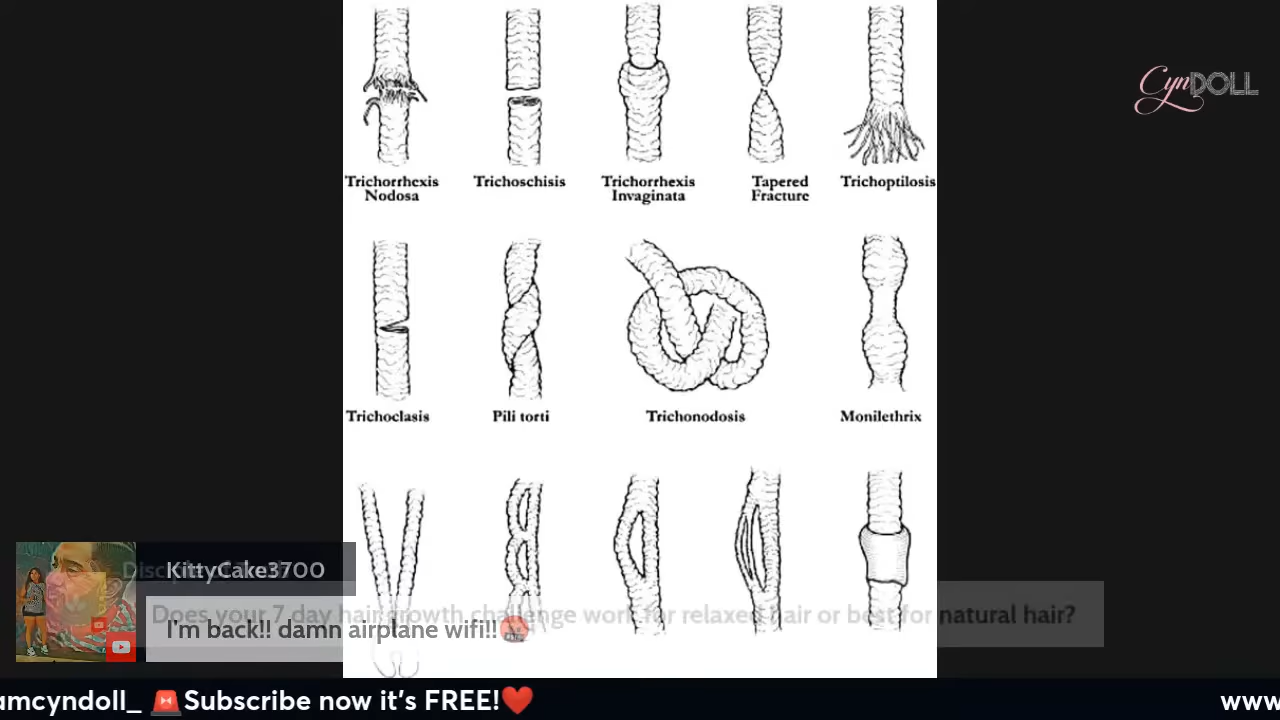 CynDOLL
Trichorrhexis
Nodosa
Trichoschisis
Trichorrhexis
Invaginata
Tapered
Fracture
Trichoptilosis
Trichoclasis
Pili torti
Trichonodosis
Monilethrix
KittyCake3700
Does your 7 day hair growth challenge work for relaxed hair or best for natural hair?
I'm back!! damn airplane wifi!!
amcyndoll_ 🚨Subscribe now it's FREE!❤️
www